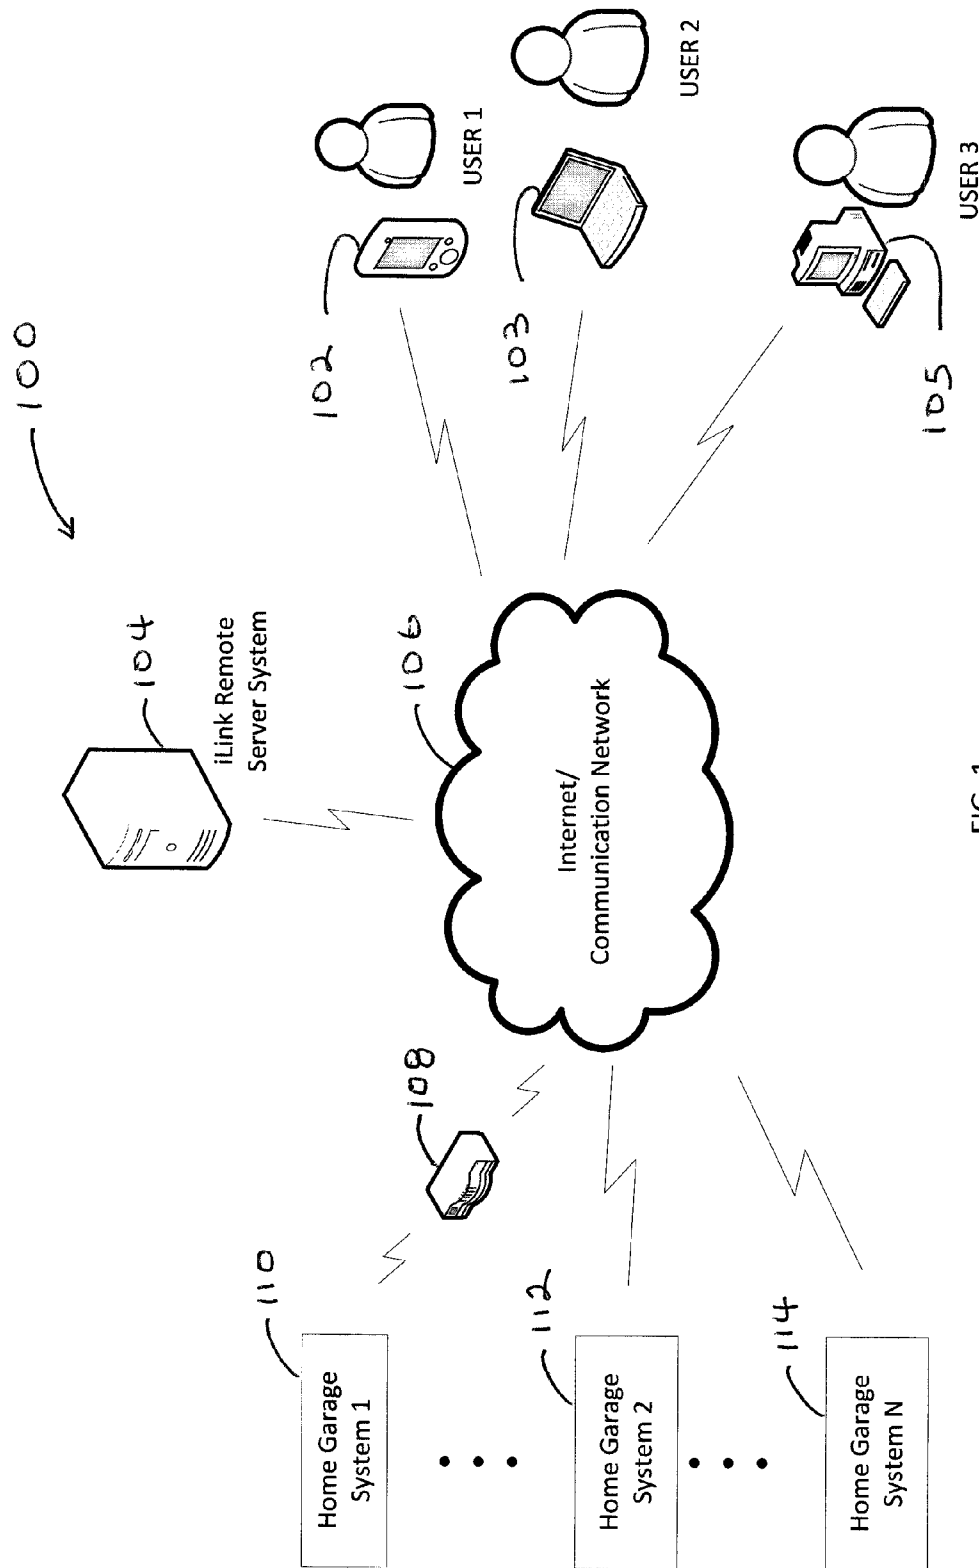 100
104
iLink Remote
Server System
102
USER 1
103
USER 2
105
USER 3
106
Internet/
Communication Network
108
110
Home Garage
System 1
112
Home Garage
System 2
114
Home Garage
System N
FIG. 1